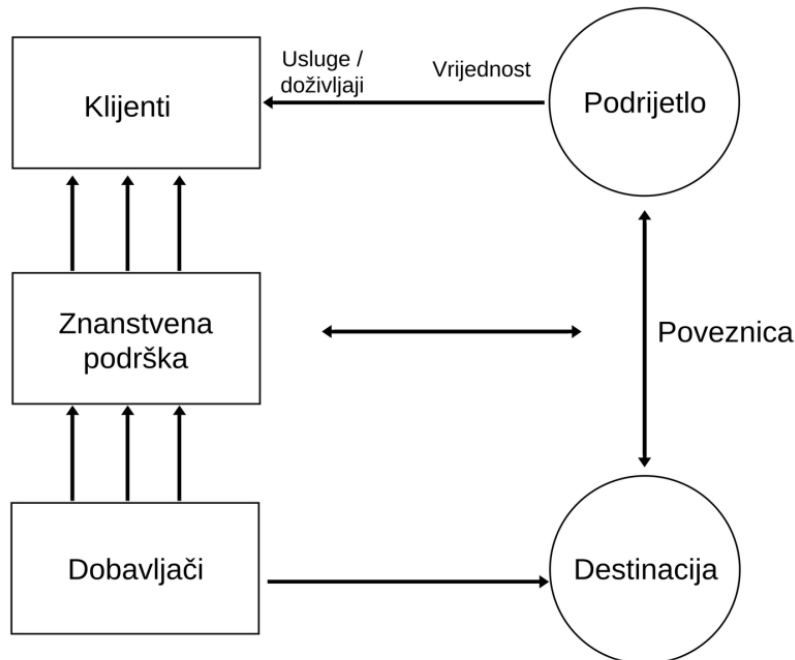 Klijenti
Usluge /
doživljaji
Vrijednost
Podrijetlo
Znanstvena
podrška
Poveznica
Dobavljači
Destinacija